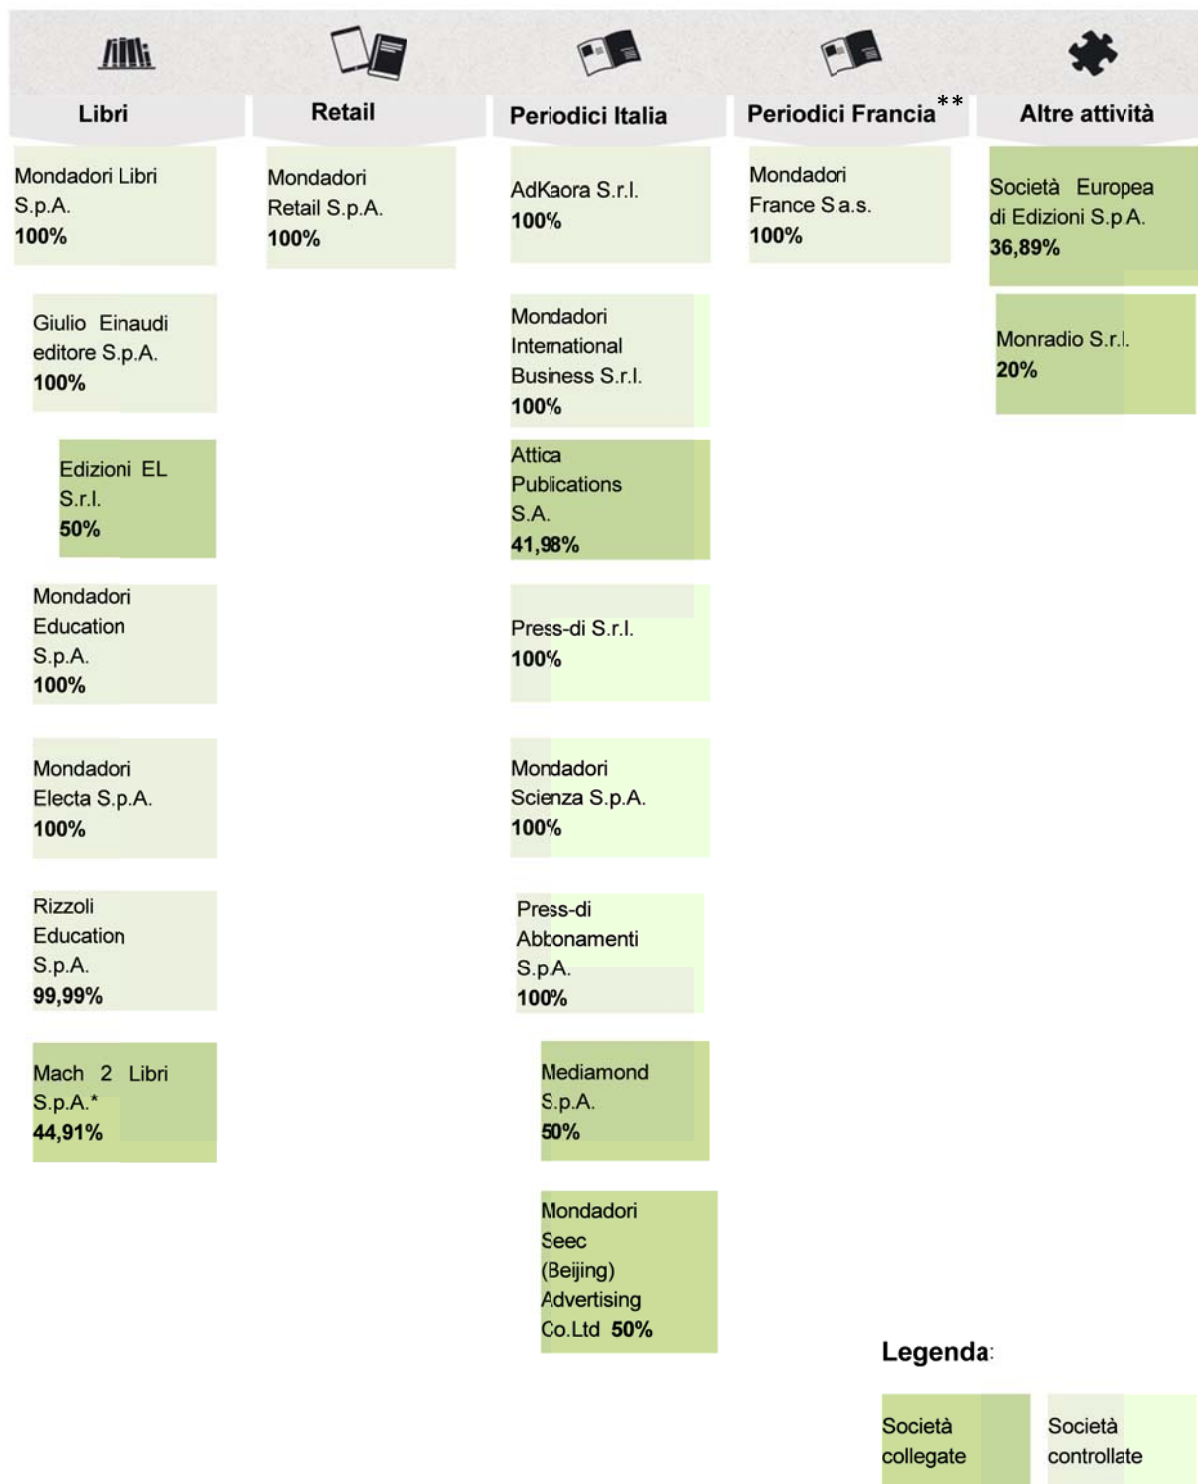 Libri
Retail
Periodici Italia
Periodici Francia**
Altre attività
Mondadori Libri
S.p.A.
100%
Giulio Einaudi
editore S.p.A.
100%
Edizioni EL
S.r.l.
50%
Mondadori
Education
S.p.A.
100%
Mondadori
Electa S.p.A.
100%
Rizzoli
Education
S.p.A.
99,99%
Mach 2 Libri
S.p.A.*
44,91%
Mondadori
Retail S.p.A.
100%
AdKaora S.r.l.
100%
Mondadori
International
Business S.r.l.
100%
Attica
Publications
S.A.
41,98%
Press-di S.r.l.
100%
Mondadori
Scienza S.p.A.
100%
Press-di
Abbonamenti
S.p.A.
100%
Mediamond
S.p.A.
50%
Mondadori
Seec
(Beijing)
Advertising
Co.Ltd 50%
Mondadori
France S.a.s.
100%
Società Europea
di Edizioni S.p.A.
36,89%
Monradio S.r.l.
20%
Legenda:
Società
collegate
Società
controllate